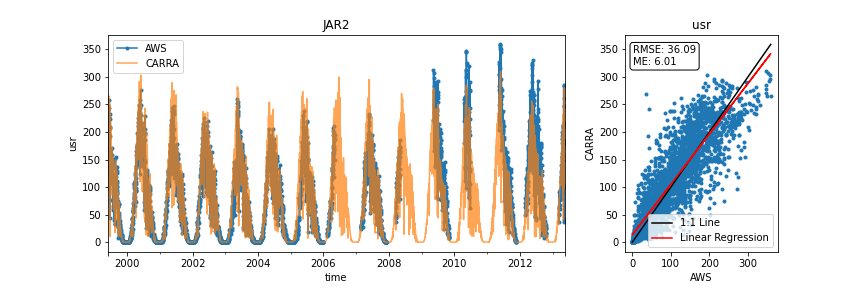 JAR2
usr
AWS
CARRA
350
300
250
200
150
100
50
0
usr
2000
2002
2004
2006
2008
2010
2012
time
RMSE: 36.09
ME: 6.01
350
300
250
200
150
100
50
0
CARRA
1:1 Line
Linear Regression
0
100
200
300
AWS